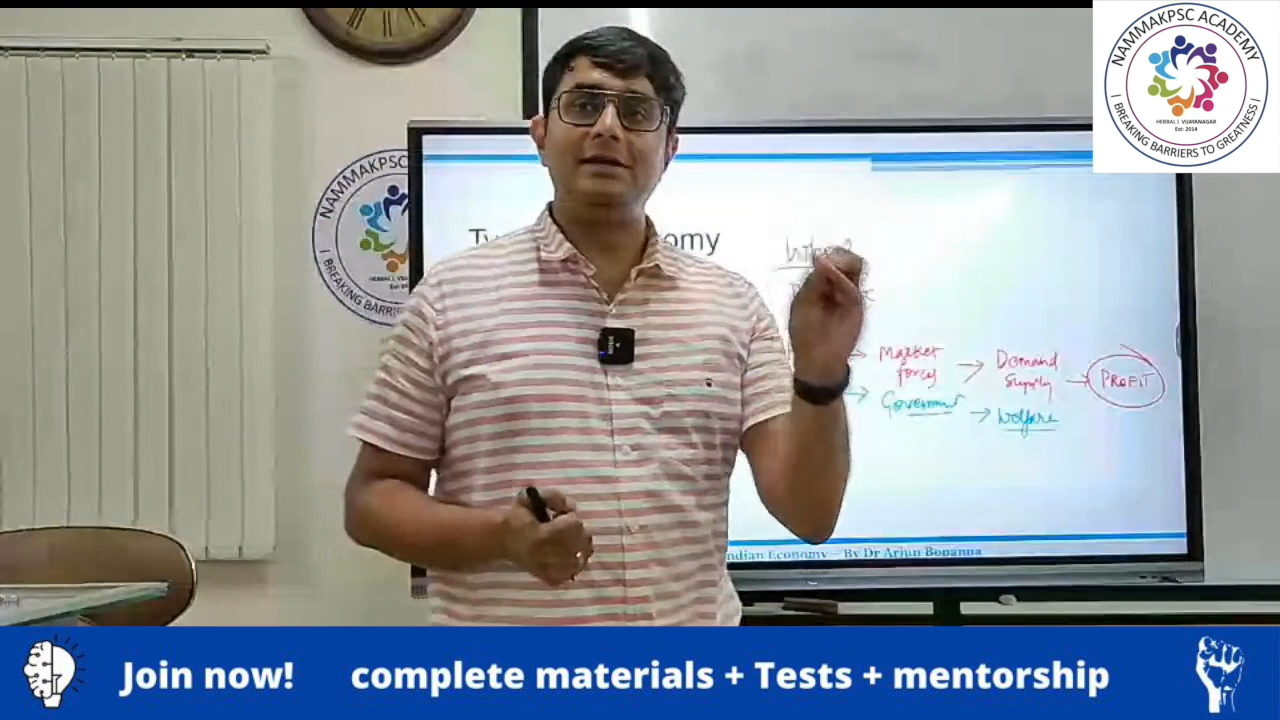 NAMMAKPSC ACADEMY
HEBBAL | VIJAYANAGAR
Est: 2014
| BREAKING BARRIERS TO GREATNESS |
NAMMAKPSC
BREAKING BARRI
omy
Market
forces
Demand
Supply
PROFIT
Government
Welfare
ndian Economy – By Dr Arjun Bopanna
Join now! complete materials + Tests + mentorship